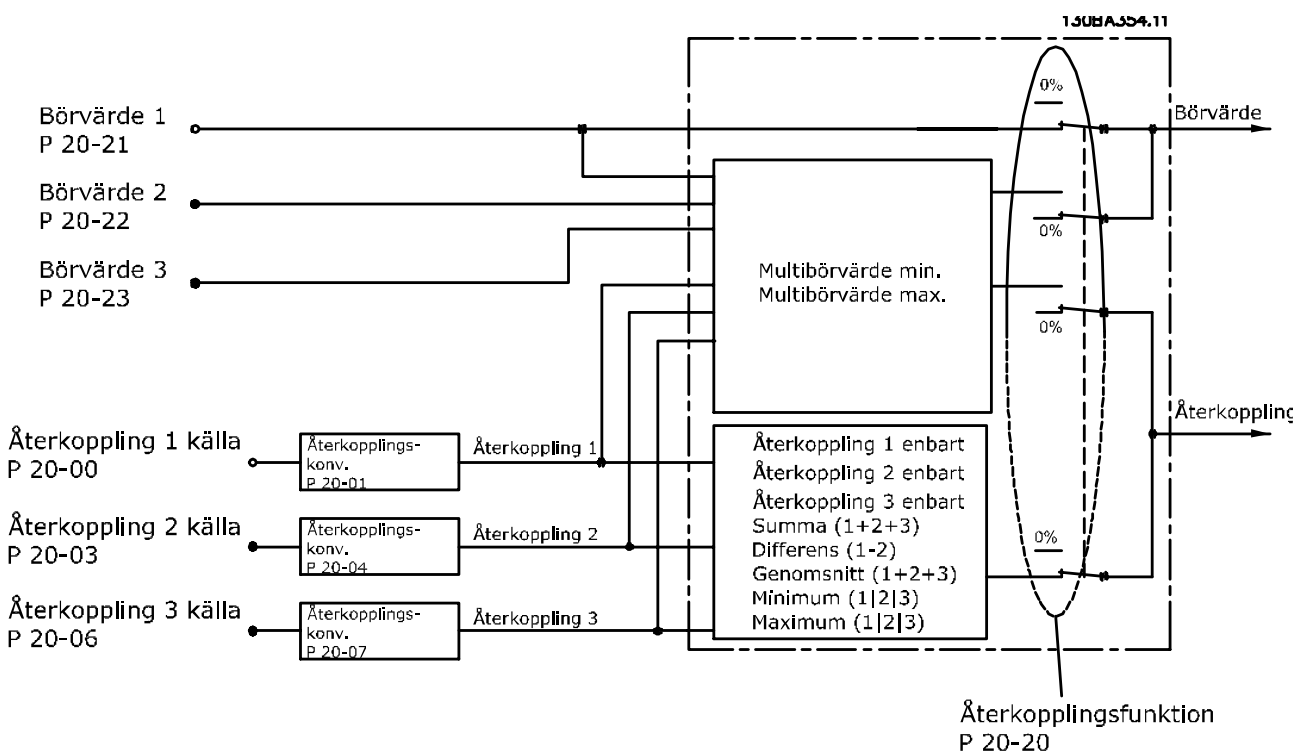 130BA354.11
0%
Börvärde 1
P 20-21
Börvärde
Börvärde 2
P 20-22
0%
Börvärde 3
P 20-23
Multibörvärde min.
Multibörvärde max.
0%
Återkoppling
Återkoppling 1 källa
P 20-00
Återkopplings-
konv.
P 20-01
Återkoppling 1
Återkoppling 1 enbart
Återkoppling 2 enbart
Återkoppling 3 enbart
Summa (1+2+3)
Differens (1-2)
Genomsnitt (1+2+3)
Minimum (1|2|3)
Maximum (1|2|3)
0%
Återkoppling 2 källa
P 20-03
Återkopplings-
konv.
P 20-04
Återkoppling 2
Återkoppling 3 källa
P 20-06
Återkopplings-
konv.
P 20-07
Återkoppling 3
Återkopplingsfunktion
P 20-20